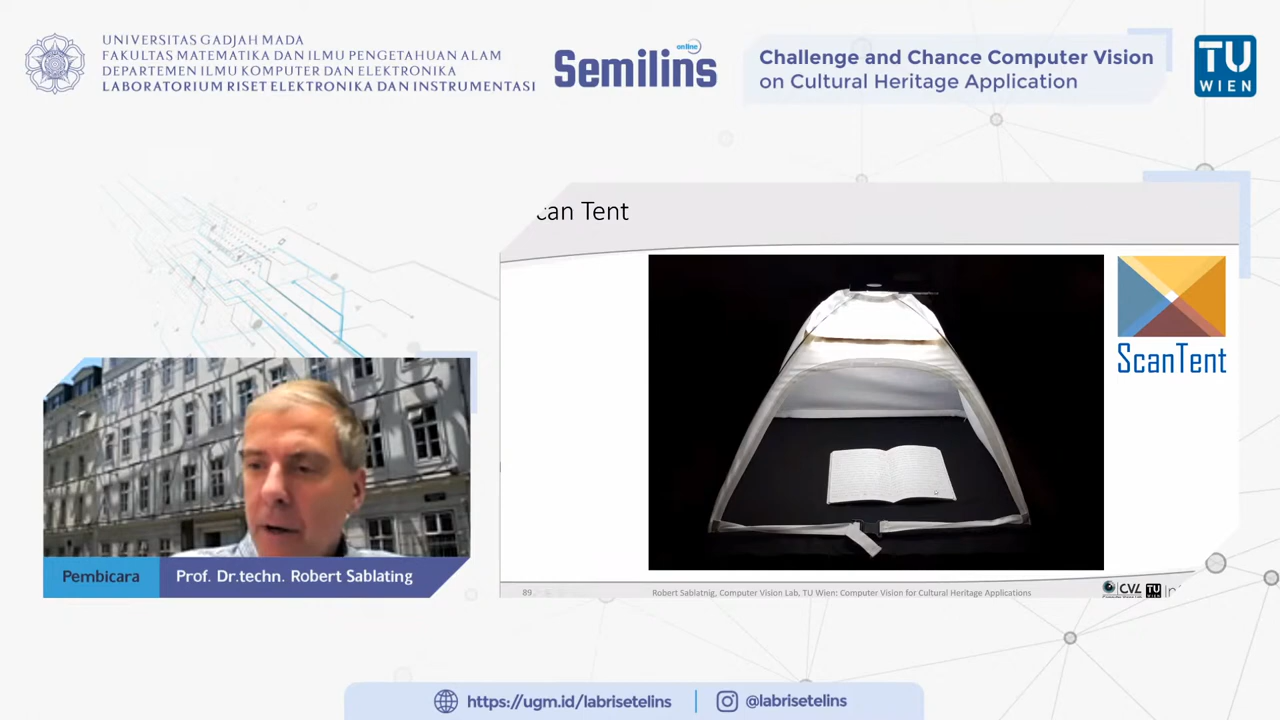 UNIVERSITAS GADJAH MADA
FAKULTAS MATEMATIKA DAN ILMU PENGETAHUAN ALAM
DEPARTEMEN ILMU KOMPUTER DAN ELEKTRONIKA
LABORATORIUM RISET ELEKTRONIKA DAN INSTRUMENTASI
online
Semilins
Challenge and Chance Computer Vision
on Cultural Heritage Application
TU
WIEN
can Tent
ScanTent
Pembicara
Prof. Dr.techn. Robert Sablating
89
Robert Sablatnig, Computer Vision Lab, TU Wien: Computer Vision for Cultural Heritage Applications
CVL
TU
https://ugm.id/labrisetelins
@labrisetelins